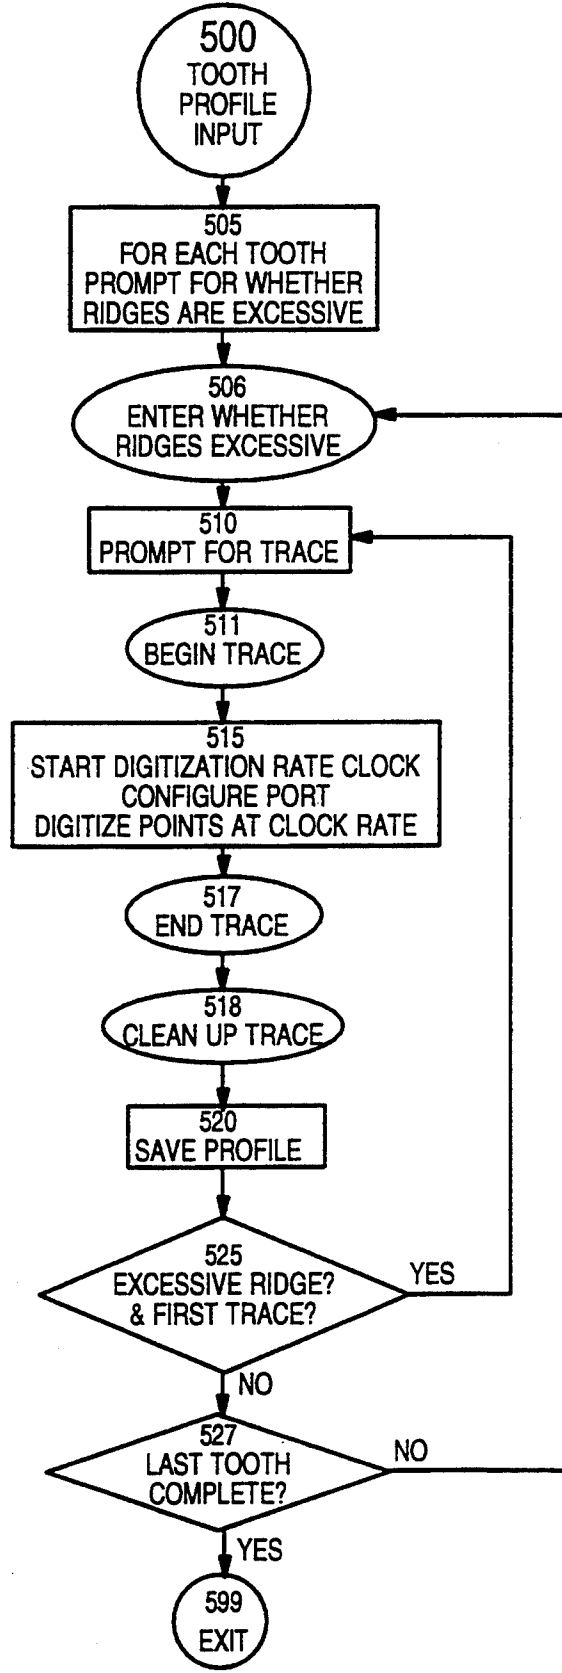 500
TOOTH
PROFILE
INPUT
505
FOR EACH TOOTH
PROMPT FOR WHETHER
RIDGES ARE EXCESSIVE
506
ENTER WHETHER
RIDGES EXCESSIVE
510
PROMPT FOR TRACE
511
BEGIN TRACE
515
START DIGITIZATION RATE CLOCK
CONFIGURE PORT
DIGITIZE POINTS AT CLOCK RATE
517
END TRACE
518
CLEAN UP TRACE
520
SAVE PROFILE
525
EXCESSIVE RIDGE?
& FIRST TRACE?
YES
NO
527
LAST TOOTH
COMPLETE?
NO
YES
599
EXIT